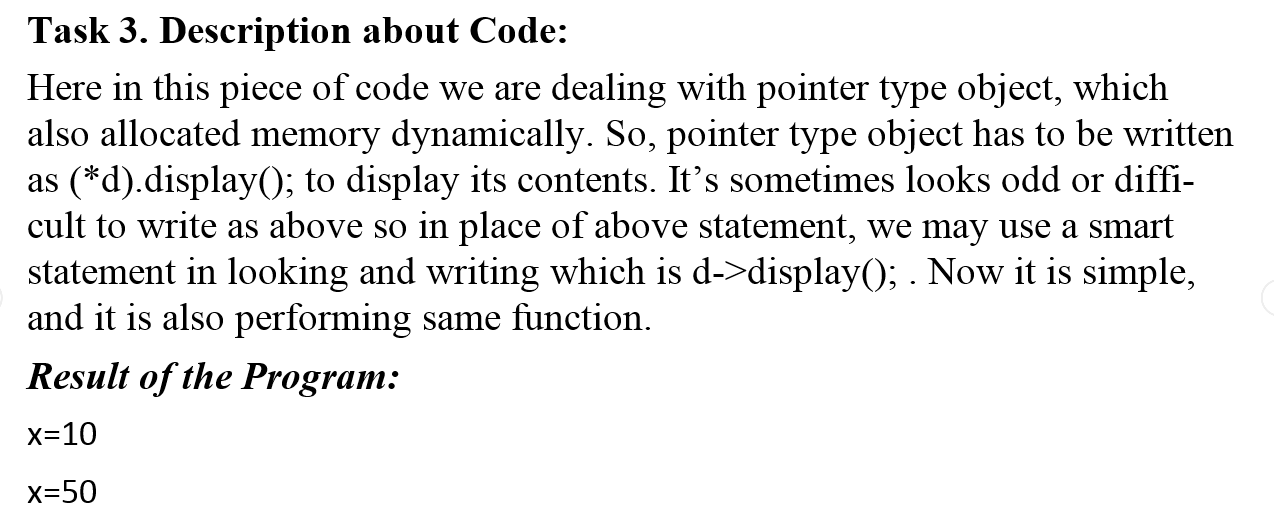 Task 3. Description about Code:
Here in this piece of code we are dealing with pointer type object, which
also allocated memory dynamically. So, pointer type object has to be written
as (*d).display(); to display its contents. It’s sometimes looks odd or diffi-
cult to write as above so in place of above statement, we may use a smart
statement in looking and writing which is d->display(); . Now it is simple,
and it is also performing same function.
Result of the Program:
x=10
x=50